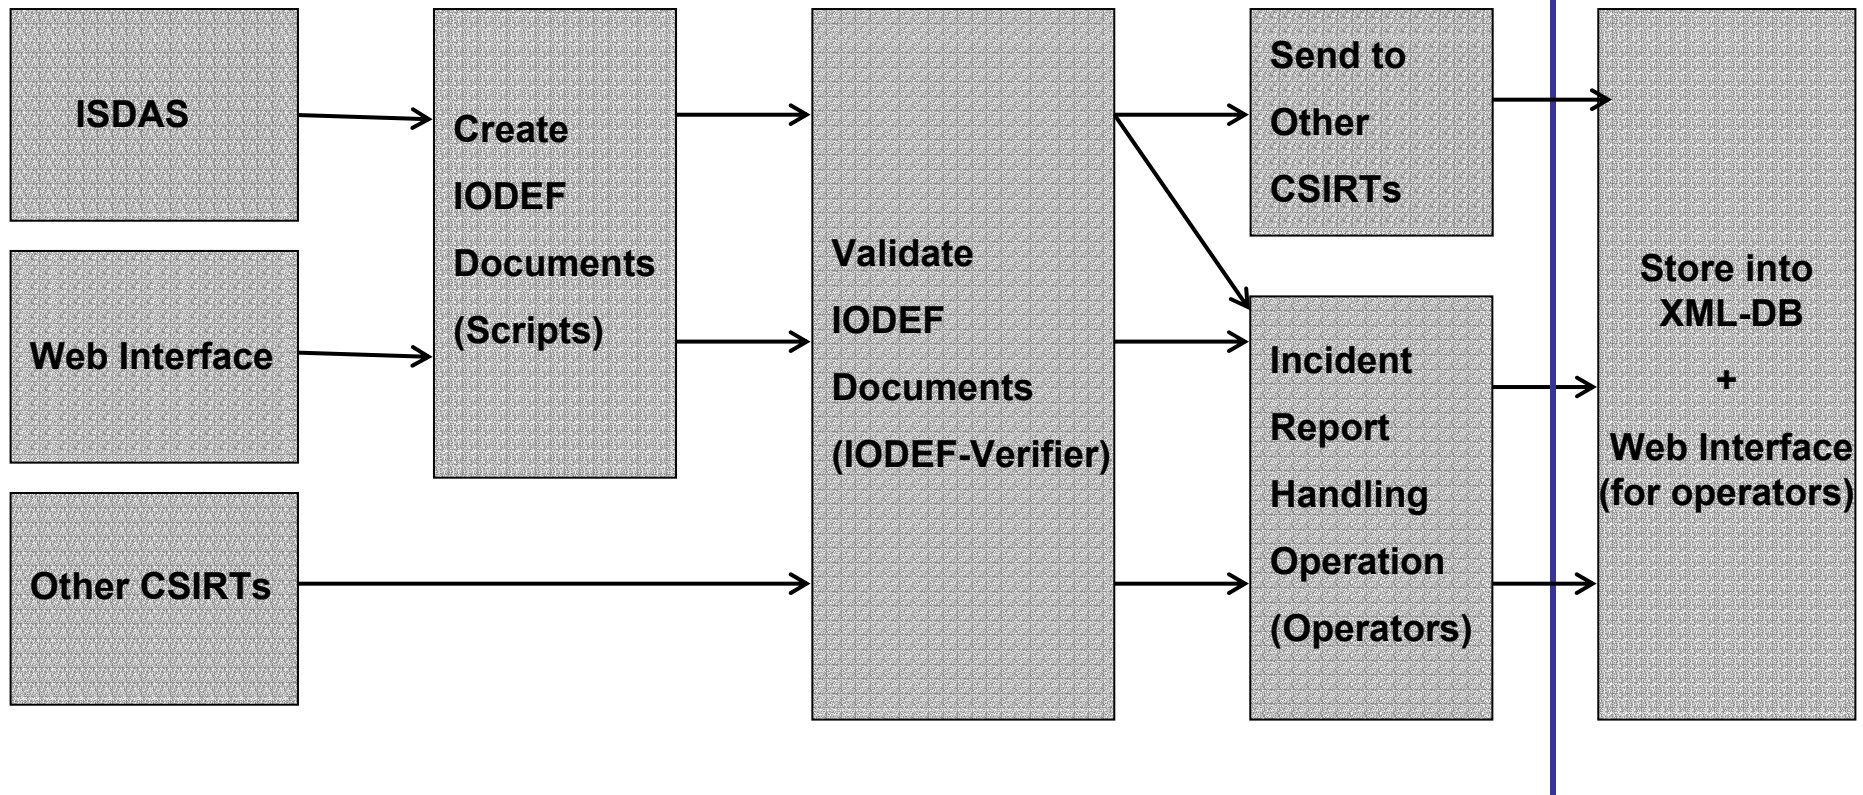 ISDAS
Web Interface
Other CSIRTs
Create
IODEF
Documents
(Scripts)
Validate
IODEF
Documents
(IODEF-Verifier)
Send to
Other
CSIRTs
Incident
Report
Handling
Operation
(Operators)
Store into
XML-DB
+
Web Interface
(for operators)